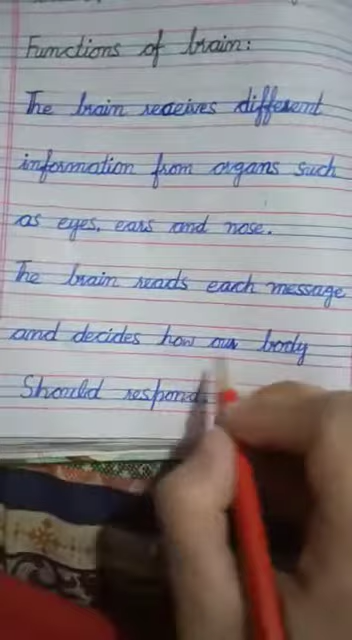 Functions of brain:
The brain receives different
information from organs such
as eyes, ears and nose.
The brain reads each message
and decides how our body
Should respond.